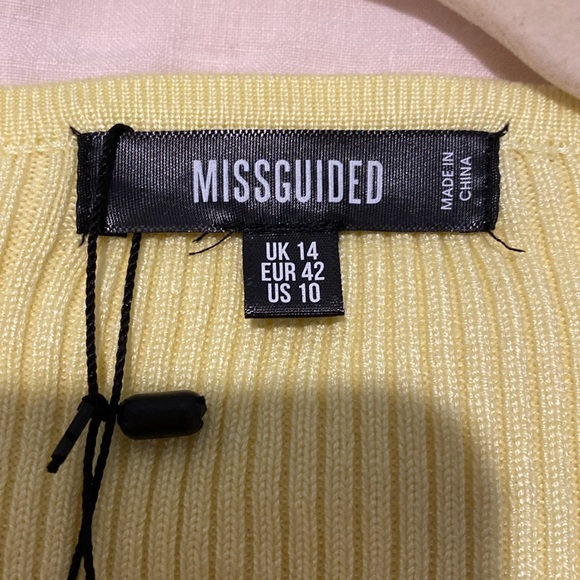 MISSGUIDED
MADE IN
CHINA
UK 14
EUR 42
US 10